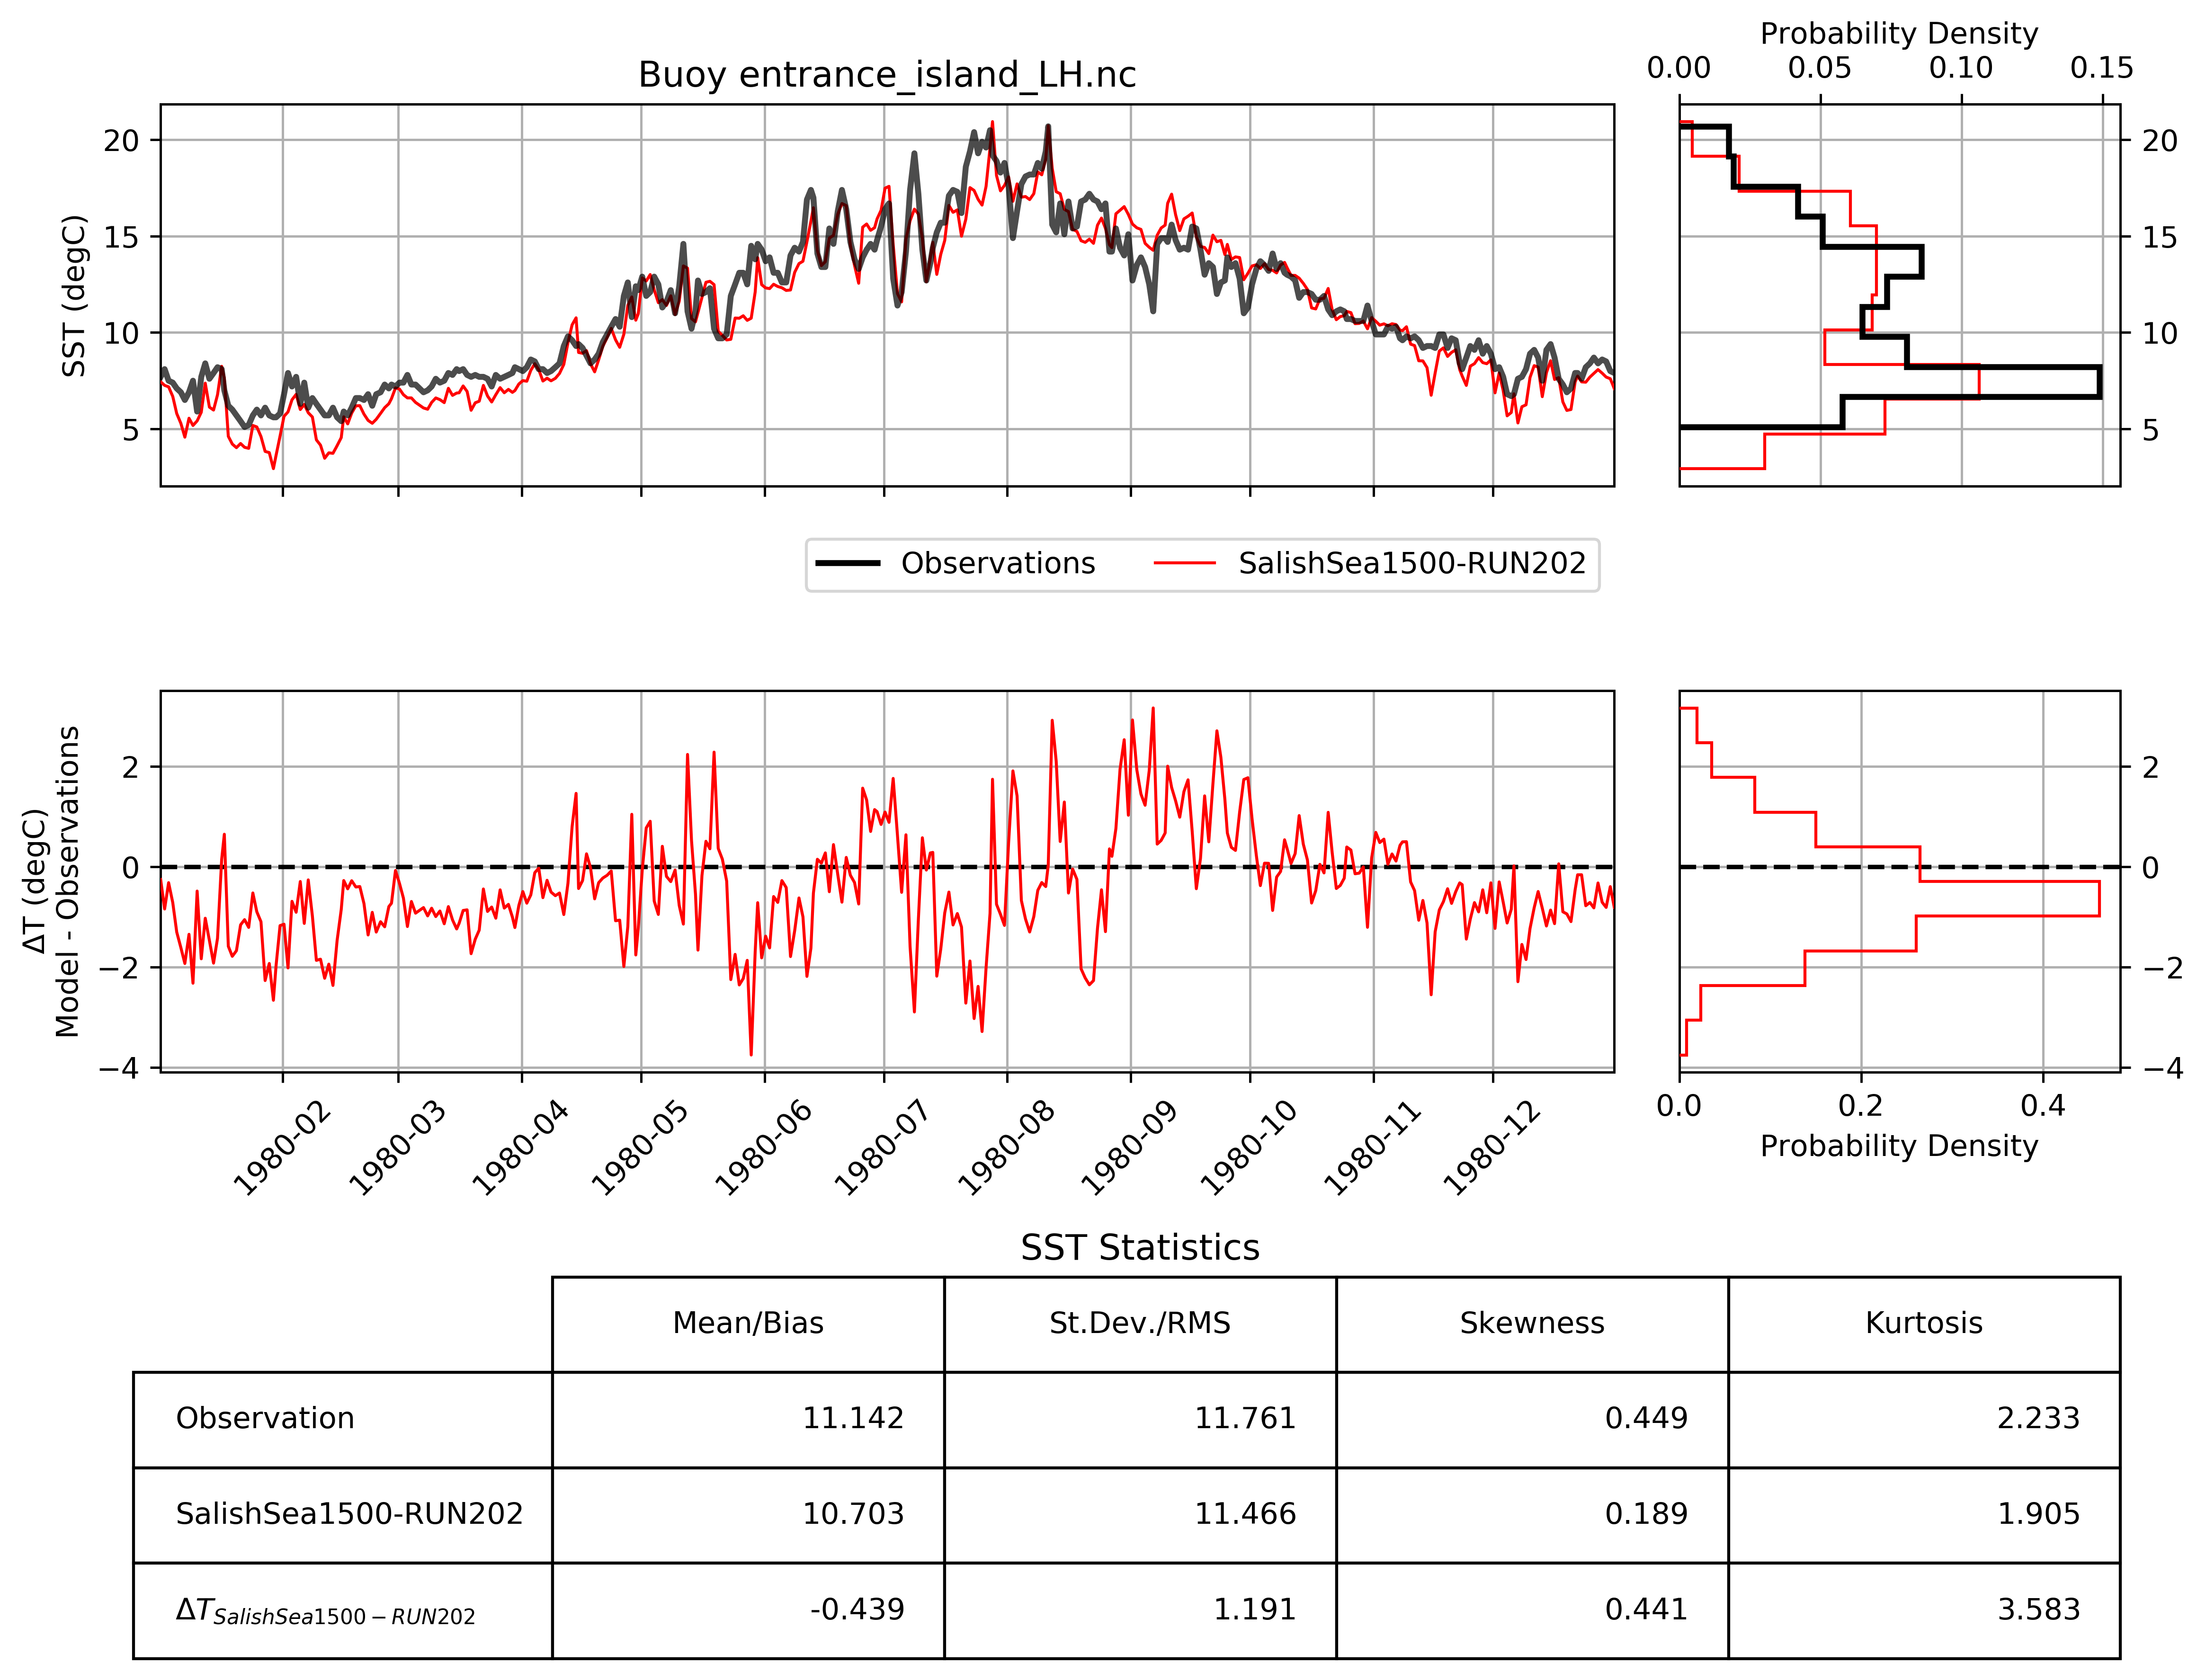 Probability Density
0.00 0.05 0.10 0.15
Buoy entrance_island_LH.nc
SST (degC)
20
15
10
5
20
15
10
5
Observations SalishSea1500-RUN202
ΔT (degC)
Model - Observations
2
0
−2
−4
2
0
−2
−4
1980-02 1980-03 1980-04 1980-05 1980-06 1980-07 1980-08 1980-09 1980-10 1980-11 1980-12
0.0 0.2 0.4
Probability Density
SST Statistics
Mean/Bias St.Dev./RMS Skewness Kurtosis
Observation 11.142 11.761 0.449 2.233
SalishSea1500-RUN202 10.703 11.466 0.189 1.905
ΔT SalishSea1500−RUN202 -0.439 1.191 0.441 3.583